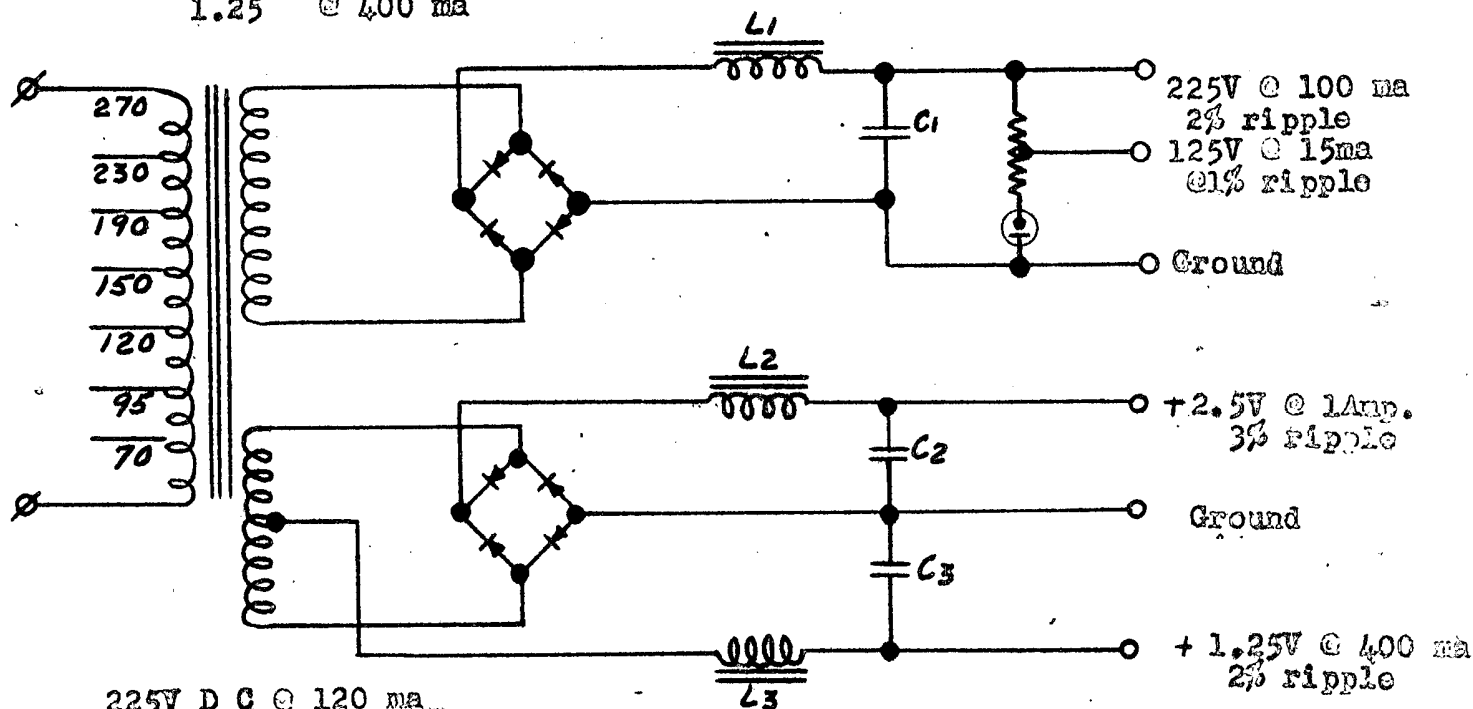 1.25 @ 400 ma
L1
270
230
190
150
120
95
70
C1
225V @ 100 ma
2% ripple
125V @ 15ma
@1% ripple
Ground
L2
+2.5V @ 1Amp.
3% ripple
C2
Ground
C3
+ 1.25V @ 400 ma
2% ripple
L3
225V D C @ 120 ma